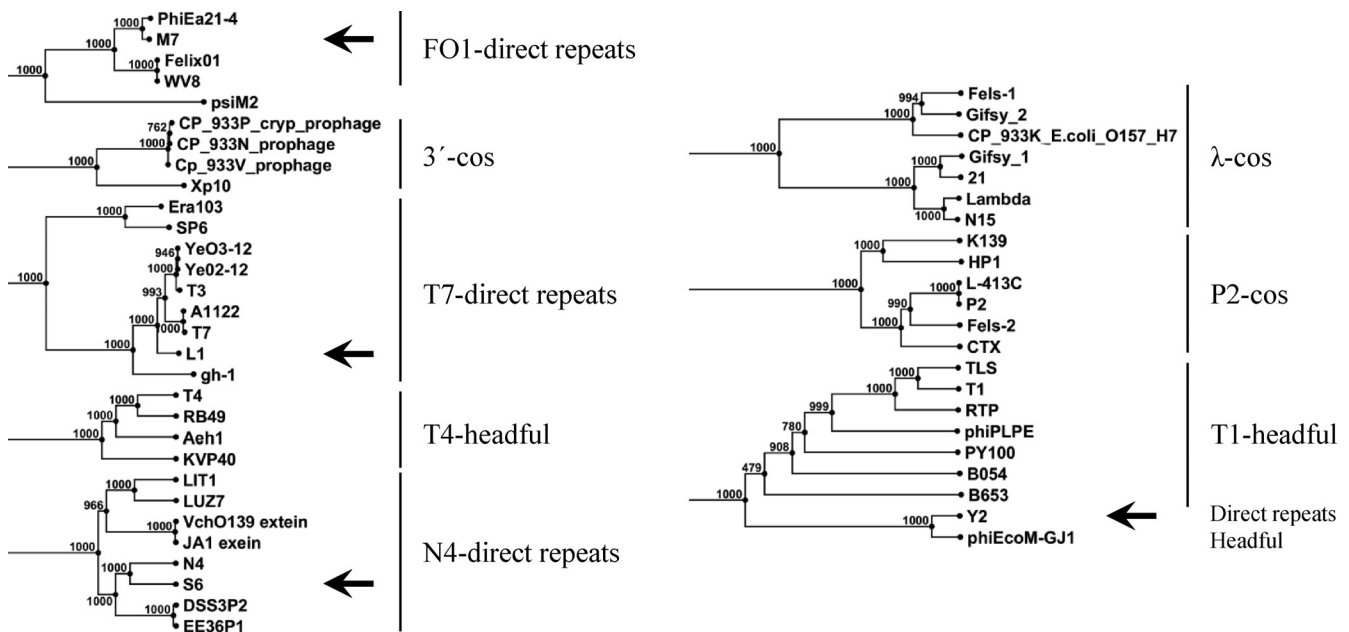 1000
PhiEa21-4
M7
1000
1000
Felix01
WV8
psiM2
FO1-direct repeats
762
CP_933P_cryp_prophage
1000
CP_933N_prophage
Cp_933V_prophage
1000
Xp10
3´-cos
1000
Era103
SP6
1000
946
YeO3-12
1000
Ye02-12
T3
993
A1122
1000
T7
1000
L1
1000
gh-1
T7-direct repeats
1000
T4
1000
RB49
1000
Aeh1
KVP40
T4-headful
1000
LIT1
966
LUZ7
1000
VchO139 extein
JA1 exein
1000
N4
1000
S6
1000
1000
DSS3P2
EE36P1
N4-direct repeats
994
Fels-1
1000
Gifsy_2
CP_933K_E.coli_O157_H7
1000
1000
Gifsy_1
1000
21
Lambda
1000
N15
λ-cos
1000
K139
HP1
1000
1000
L-413C
990
P2
1000
Fels-2
CTX
P2-cos
1000
TLS
1000
T1
999
RTP
780
phiPLPE
908
PY100
479
B054
1000
B653
T1-headful
1000
Y2
phiEcoM-GJ1
Direct repeats
Headful